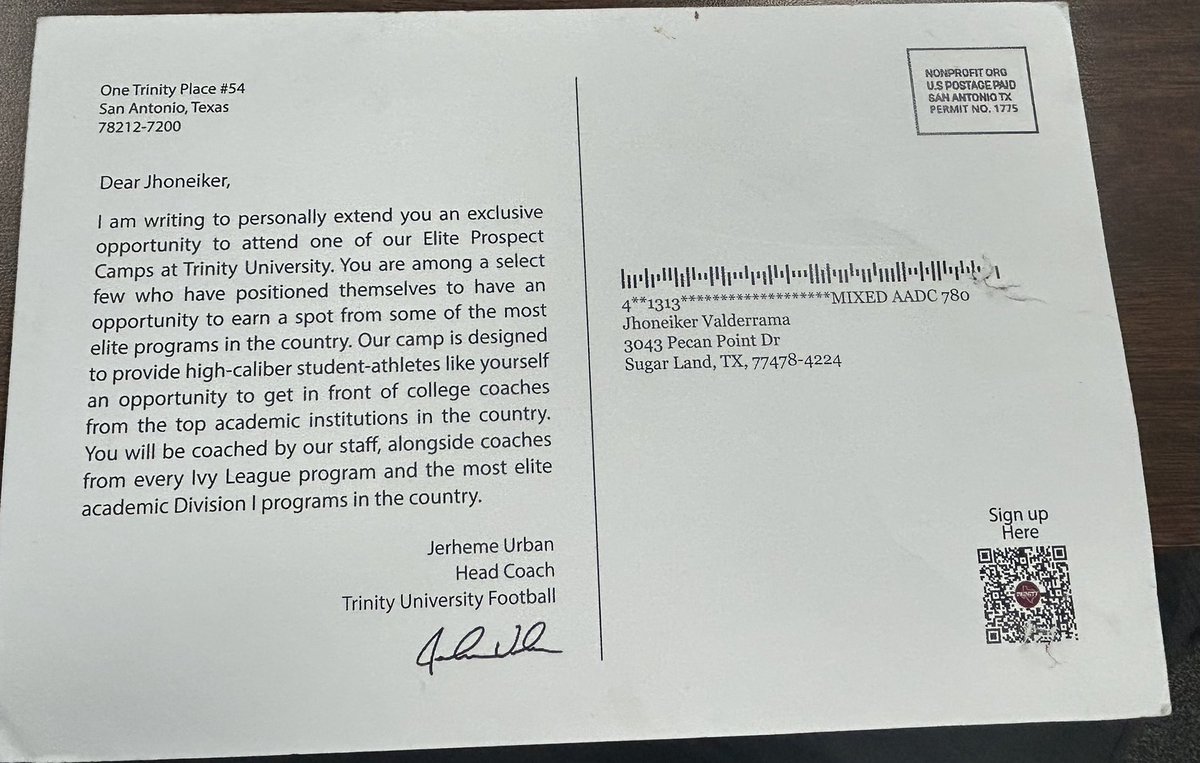 One Trinity Place #54
San Antonio, Texas
78212-7200
Dear Jhoneiker,
I am writing to personally extend you an exclusive
opportunity to attend one of our Elite Prospect
Camps at Trinity University. You are among a select
few who have positioned themselves to have an
opportunity to earn a spot from some of the most
elite programs in the country. Our camp is designed
to provide high-caliber student-athletes like yourself
an opportunity to get in front of college coaches
from the top academic institutions in the country.
You will be coached by our staff, alongside coaches
from every Ivy League program and the most elite
academic Division I programs in the country.
Jerheme Urban
Head Coach
Trinity University Football
NONPROFIT ORG
U.S POSTAGE PAID
SAN ANTONIO TX
PERMIT NO. 1775
4**1313*******************MIXED AADC 780
Jhoneiker Valderrama
3043 Pecan Point Dr
Sugar Land, TX, 77478-4224
Sign up
Here
TRINITY